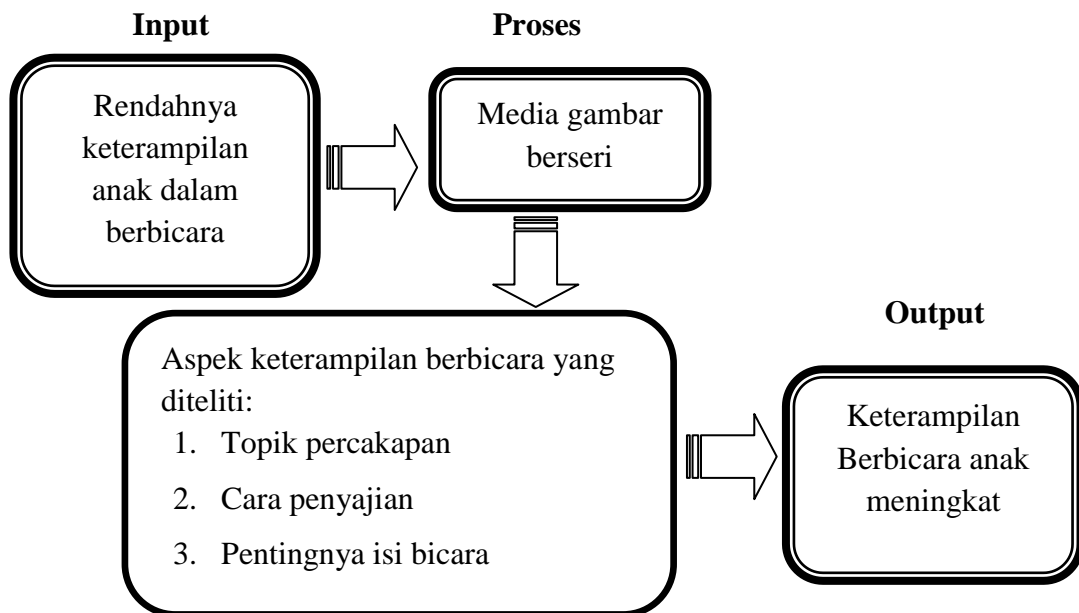 Input
Proses
Rendahnya
keterampilan
anak dalam
berbicara
Media gambar
berseri
Aspek keterampilan berbicara yang
diteliti:
1. Topik percakapan
2. Cara penyajian
3. Pentingnya isi bicara
Output
Keterampilan
Berbicara anak
meningkat